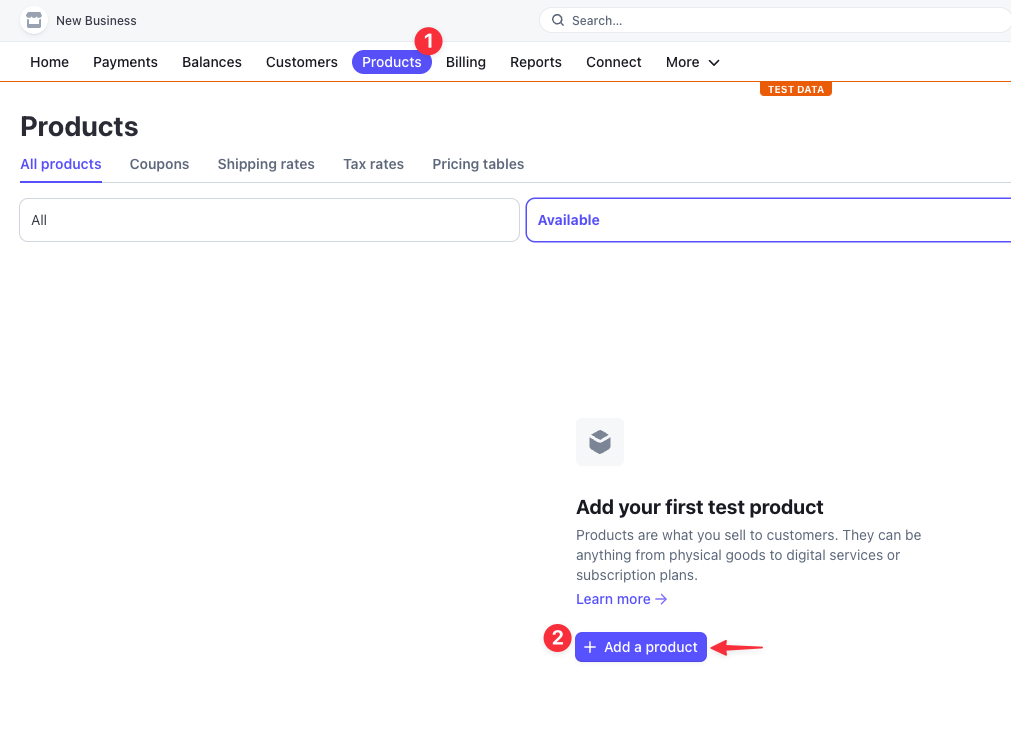 New Business
Search...
1
Home Payments Balances Customers Products Billing Reports Connect More
TEST DATA
Products
All products Coupons Shipping rates Tax rates Pricing tables
All
Available
Add your first test product
Products are what you sell to customers. They can be
anything from physical goods to digital services or
subscription plans.
Learn more →
2
+ Add a product